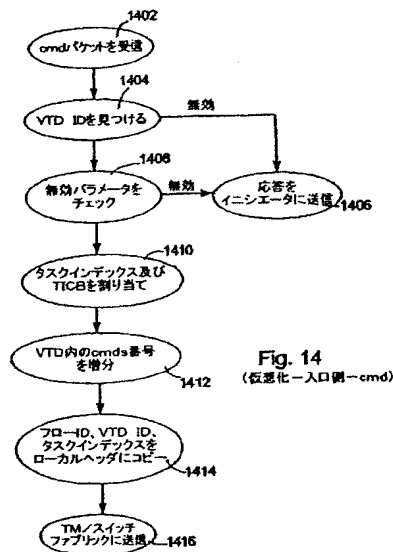 1402
cmdパケットを受信
1404
VTD IDを見つける
無効
1408
無効パラメータを
チェック
無効
応答を
イニシエータに送信
1406
1410
タスクインデックス及び
TICBを割り当て
VTD内のcmds番号
を増分
1412
Fig. 14
(仮想化ー入口側ーcmd)
フローID、VTD ID、
タスクインデックスを
ローカルヘッダにコピー
1414
TM/スイッチ
ファブリックに送信
1416